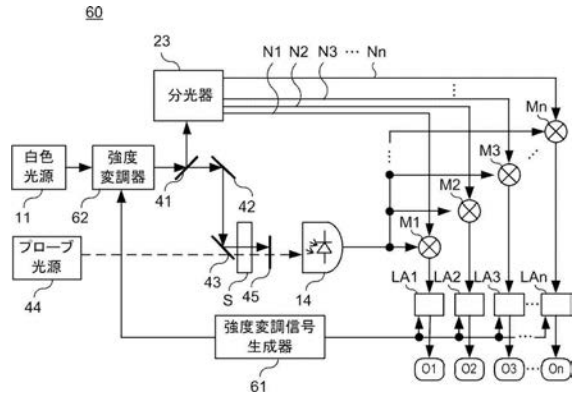 60
23
N1 N2 N3 … Nn
分光器
Mn
白色
光源
強度
変調器
M3
M2
11
62
41
42
M1
プローブ
光源
LA1 LA2 LA3 LAn
44
43
S
45
14
強度変調信号
生成器
61
O1 O2 O3 … On